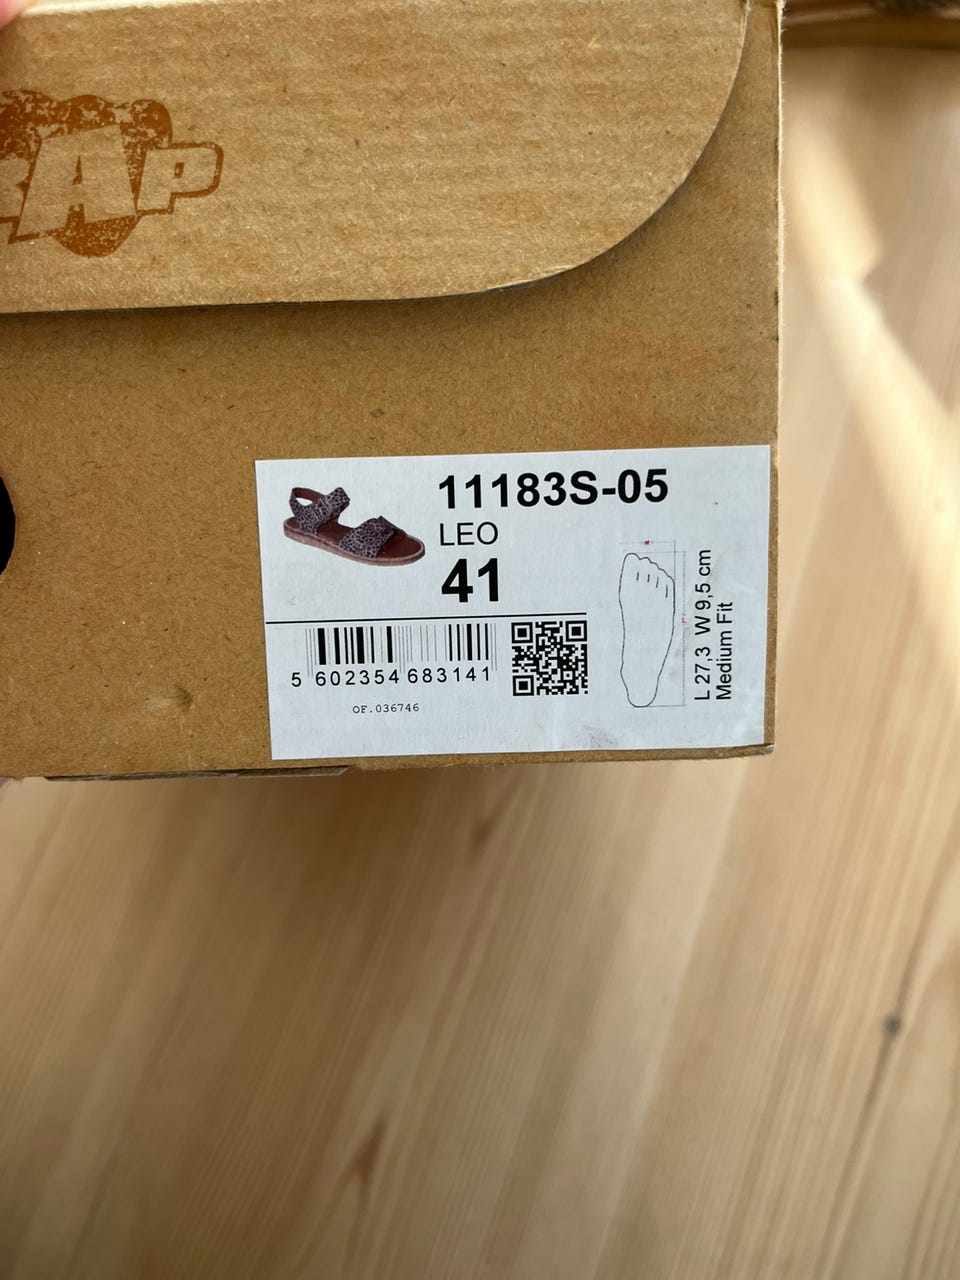 RAP
11183S-05
LEO
41
5 602354 683141
OF.036746
L 27,3 W 9,5 cm
Medium Fit